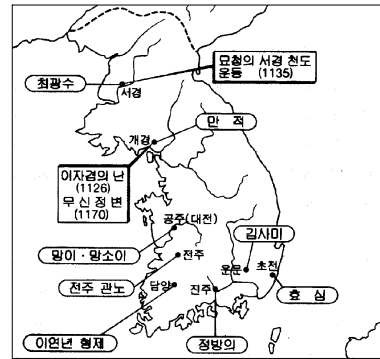 묘청의 서경 천도
운동 (1135)
최광수
서경
만 적
개경
이자겸의 난
(1126)
무 신 정 변
(1170)
공주(대전)
김사미
망이·망소이
전주
운문
초전
전주 관노
담양
진주
효 심
이연년 형제
정방의